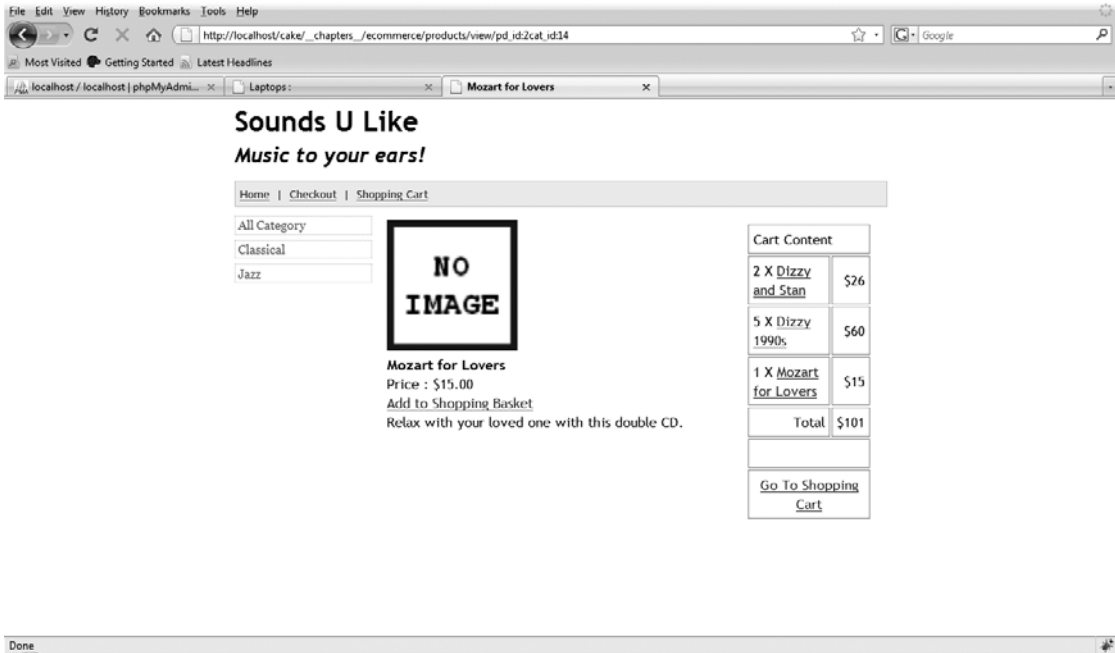 File Edit View History Bookmarks Tools Help
http://localhost/cake/__chapters__/ecommerce/products/view/pd_id:2cat_id:14
Google
Most Visited Getting Started Latest Headlines
localhost / localhost | phpMyAdmi...
Laptops :
Mozart for Lovers
Sounds U Like
Music to your ears!
Home | Checkout | Shopping Cart
All Category
Classical
Jazz
NO
IMAGE
Mozart for Lovers
Price : $15.00
Add to Shopping Basket
Relax with your loved one with this double CD.
Cart Content
2 X Dizzy
and Stan
$26
5 X Dizzy
1990s
$60
1 X Mozart
for Lovers
$15
Total $101
Go To Shopping
Cart
Done